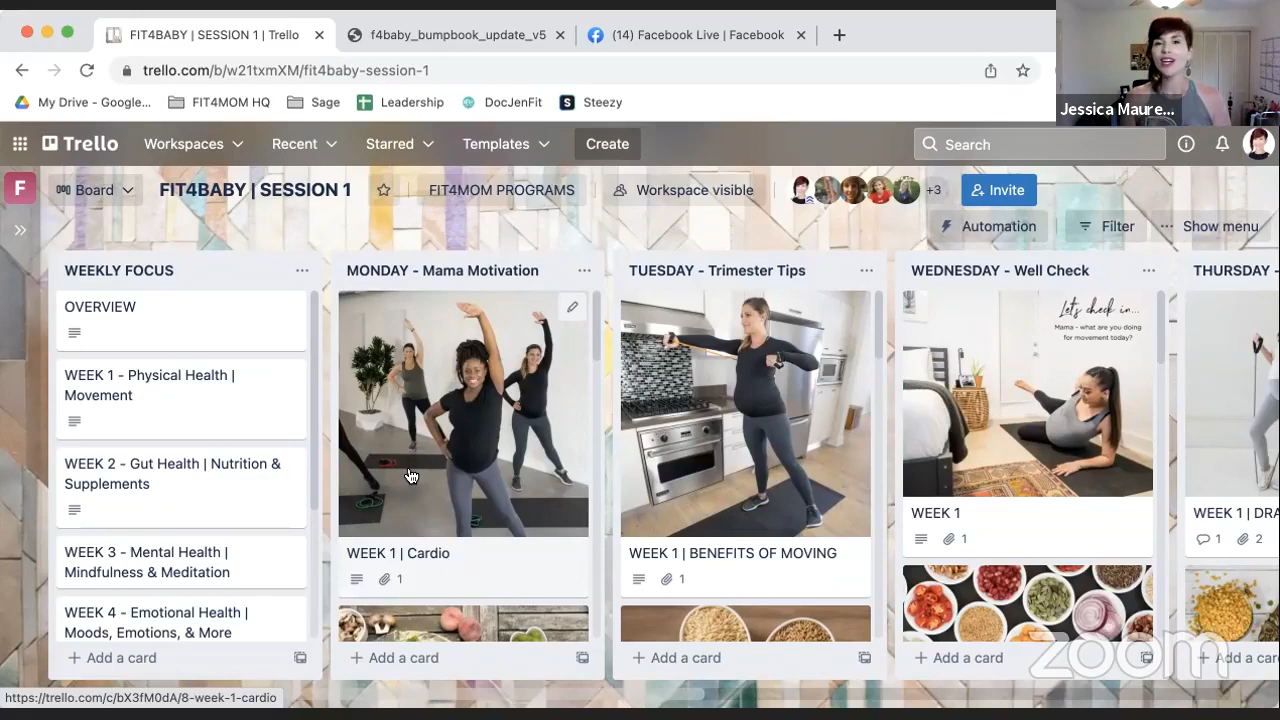 FIT4BABY | SESSION 1 | Trello
f4baby_bumpbook_update_v5
(14) Facebook Live | Facebook
trello.com/b/w21txmXM/fit4baby-session-1
My Drive - Google...
FIT4MOM HQ
Sage
Leadership
DocJenFit
S
Steezy
Jessica Maure...
Trello
Workspaces
Recent
Starred
Templates
Create
Search
F
Board
FIT4BABY | SESSION 1
FIT4MOM PROGRAMS
Workspace visible
+3
Invite
Automation
Filter
Show menu
WEEKLY FOCUS
OVERVIEW
WEEK 1 - Physical Health |
Movement
WEEK 2 - Gut Health | Nutrition &
Supplements
WEEK 3 - Mental Health |
Mindfulness & Meditation
WEEK 4 - Emotional Health |
Moods, Emotions, & More
+ Add a card
MONDAY - Mama Motivation
WEEK 1 | Cardio
1
+ Add a card
TUESDAY - Trimester Tips
WEEK 1 | BENEFITS OF MOVING
1
+ Add a card
WEDNESDAY - Well Check
Let's check in...
Mama - what are you doing
for movement today?
WEEK 1
1
+ Add a card
THURSDAY -
WEEK 1 | DRA
1 2
+ Add a car
zoom
https://trello.com/c/bX3fM0dA/8-week-1-cardio